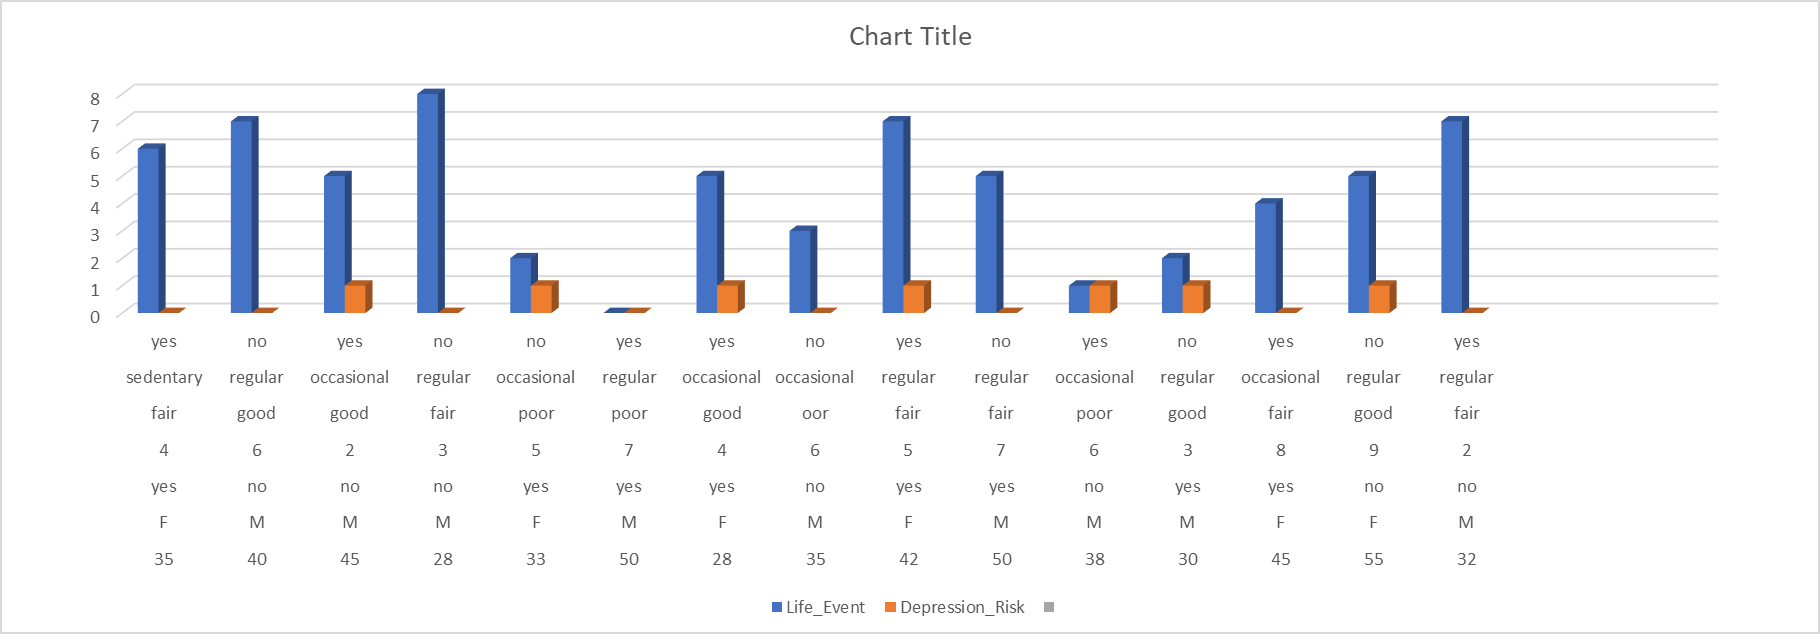 Chart Title
8
7
6
5
4
3
2
1
0
yes no yes no no yes yes no yes no yes no yes no yes
sedentary regular occasional regular occasional regular occasional occasional regular regular occasional regular occasional regular regular
fair good good fair poor poor good oor fair fair poor good fair good fair
4 6 2 3 5 7 4 6 5 7 6 3 8 9 2
yes no no no yes yes yes no yes yes no yes yes no no
F M M M F M F M F M M M F F M
35 40 45 28 33 50 28 35 42 50 38 30 45 55 32
Life_Event Depression_Risk